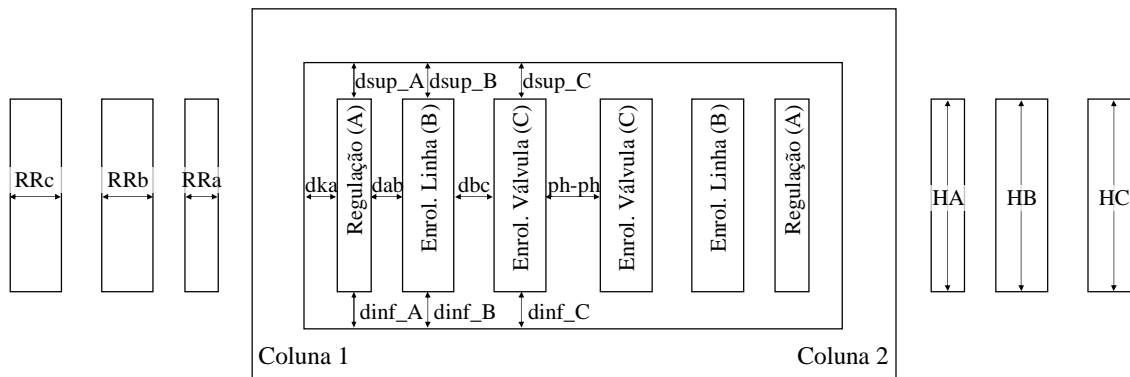 dsup_A dsup_B dsup_C
RRc RRb RRa
dka
Regulação (A)
dab
Enrol. Linha (B)
dbc
Enrol. Válvula (C)
ph-ph
Enrol. Válvula (C)
Enrol. Linha (B)
Regulação (A)
HA HB HC
dinf_A dinf_B dinf_C
Coluna 1 Coluna 2